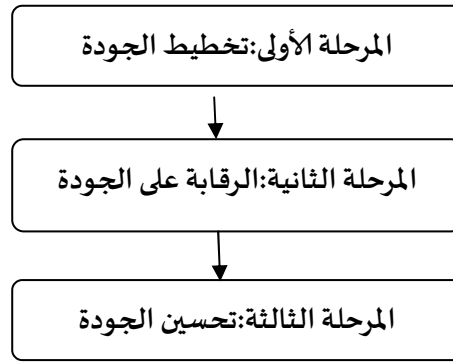 المرحلة الأولى:تخطيط الجودة
المرحلة الثانية:الرقابة على الجودة
المرحلة الثالثة:تحسين الجودة